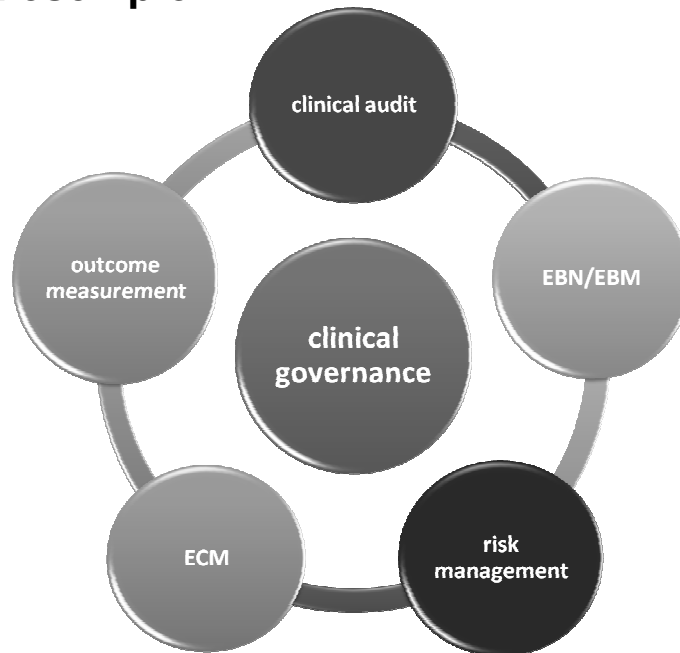 clinical audit
EBN/EBM
risk
management
ECM
outcome
measurement
clinical
governance